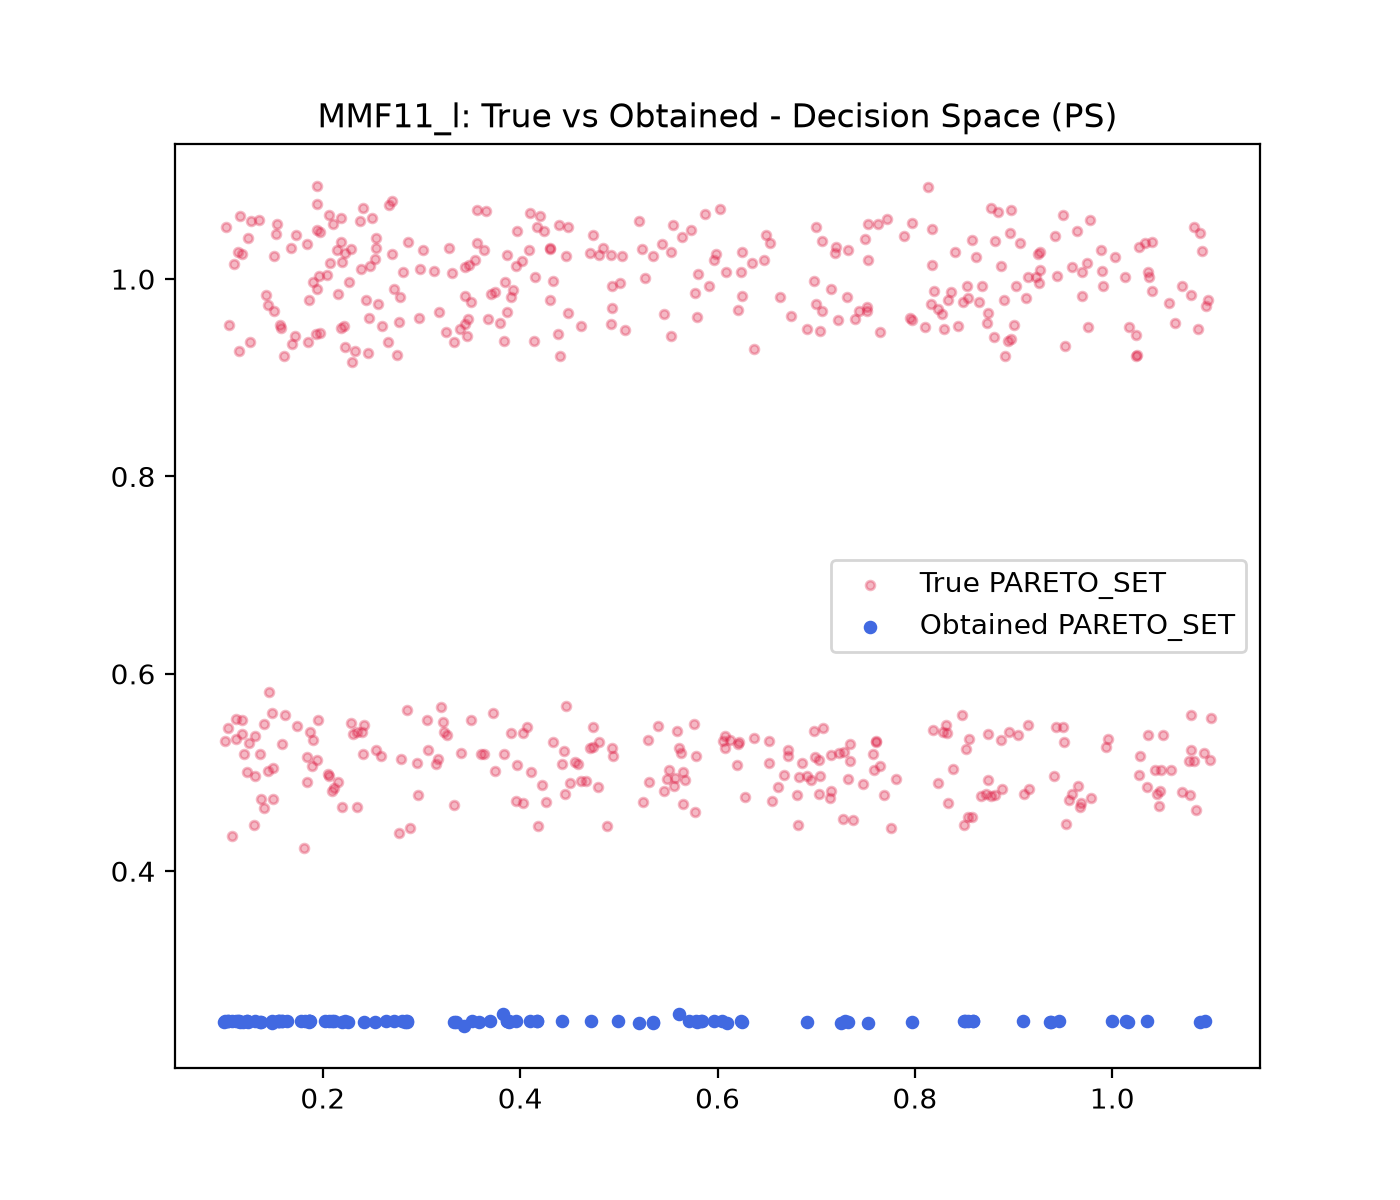 MMF11_l: True vs Obtained - Decision Space (PS)
1.0
0.8
0.6
0.4
True PARETO_SET
Obtained PARETO_SET
0.2 0.4 0.6 0.8 1.0